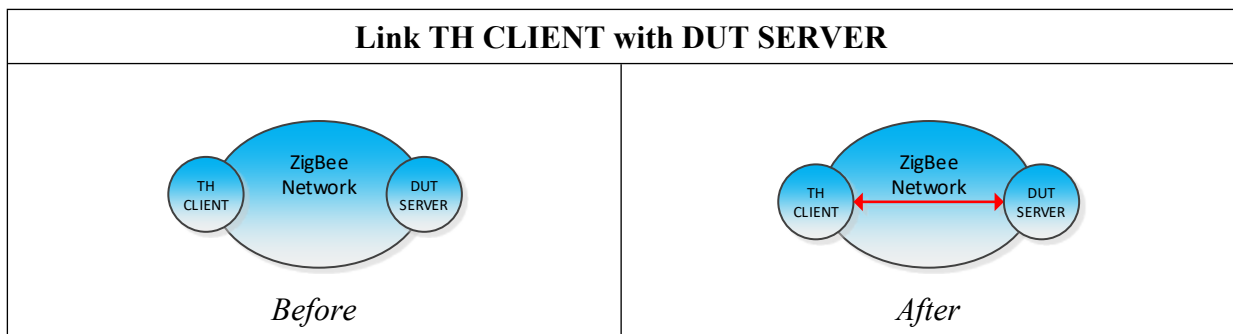 Link TH CLIENT with DUT SERVER
ZigBee
Network
TH
CLIENT
DUT
SERVER
Before
ZigBee
Network
TH
CLIENT
DUT
SERVER
After